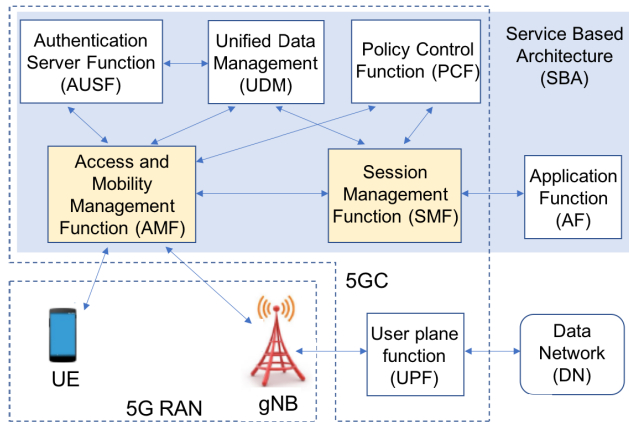 Authentication
Server Function
(AUSF)
Unified Data
Management
(UDM)
Policy Control
Function (PCF)
Service Based
Architecture
(SBA)
Access and
Mobility
Management
Function (AMF)
Session
Management
Function (SMF)
Application
Function
(AF)
5GC
UE
gNB
5G RAN
User plane
function
(UPF)
Data
Network
(DN)